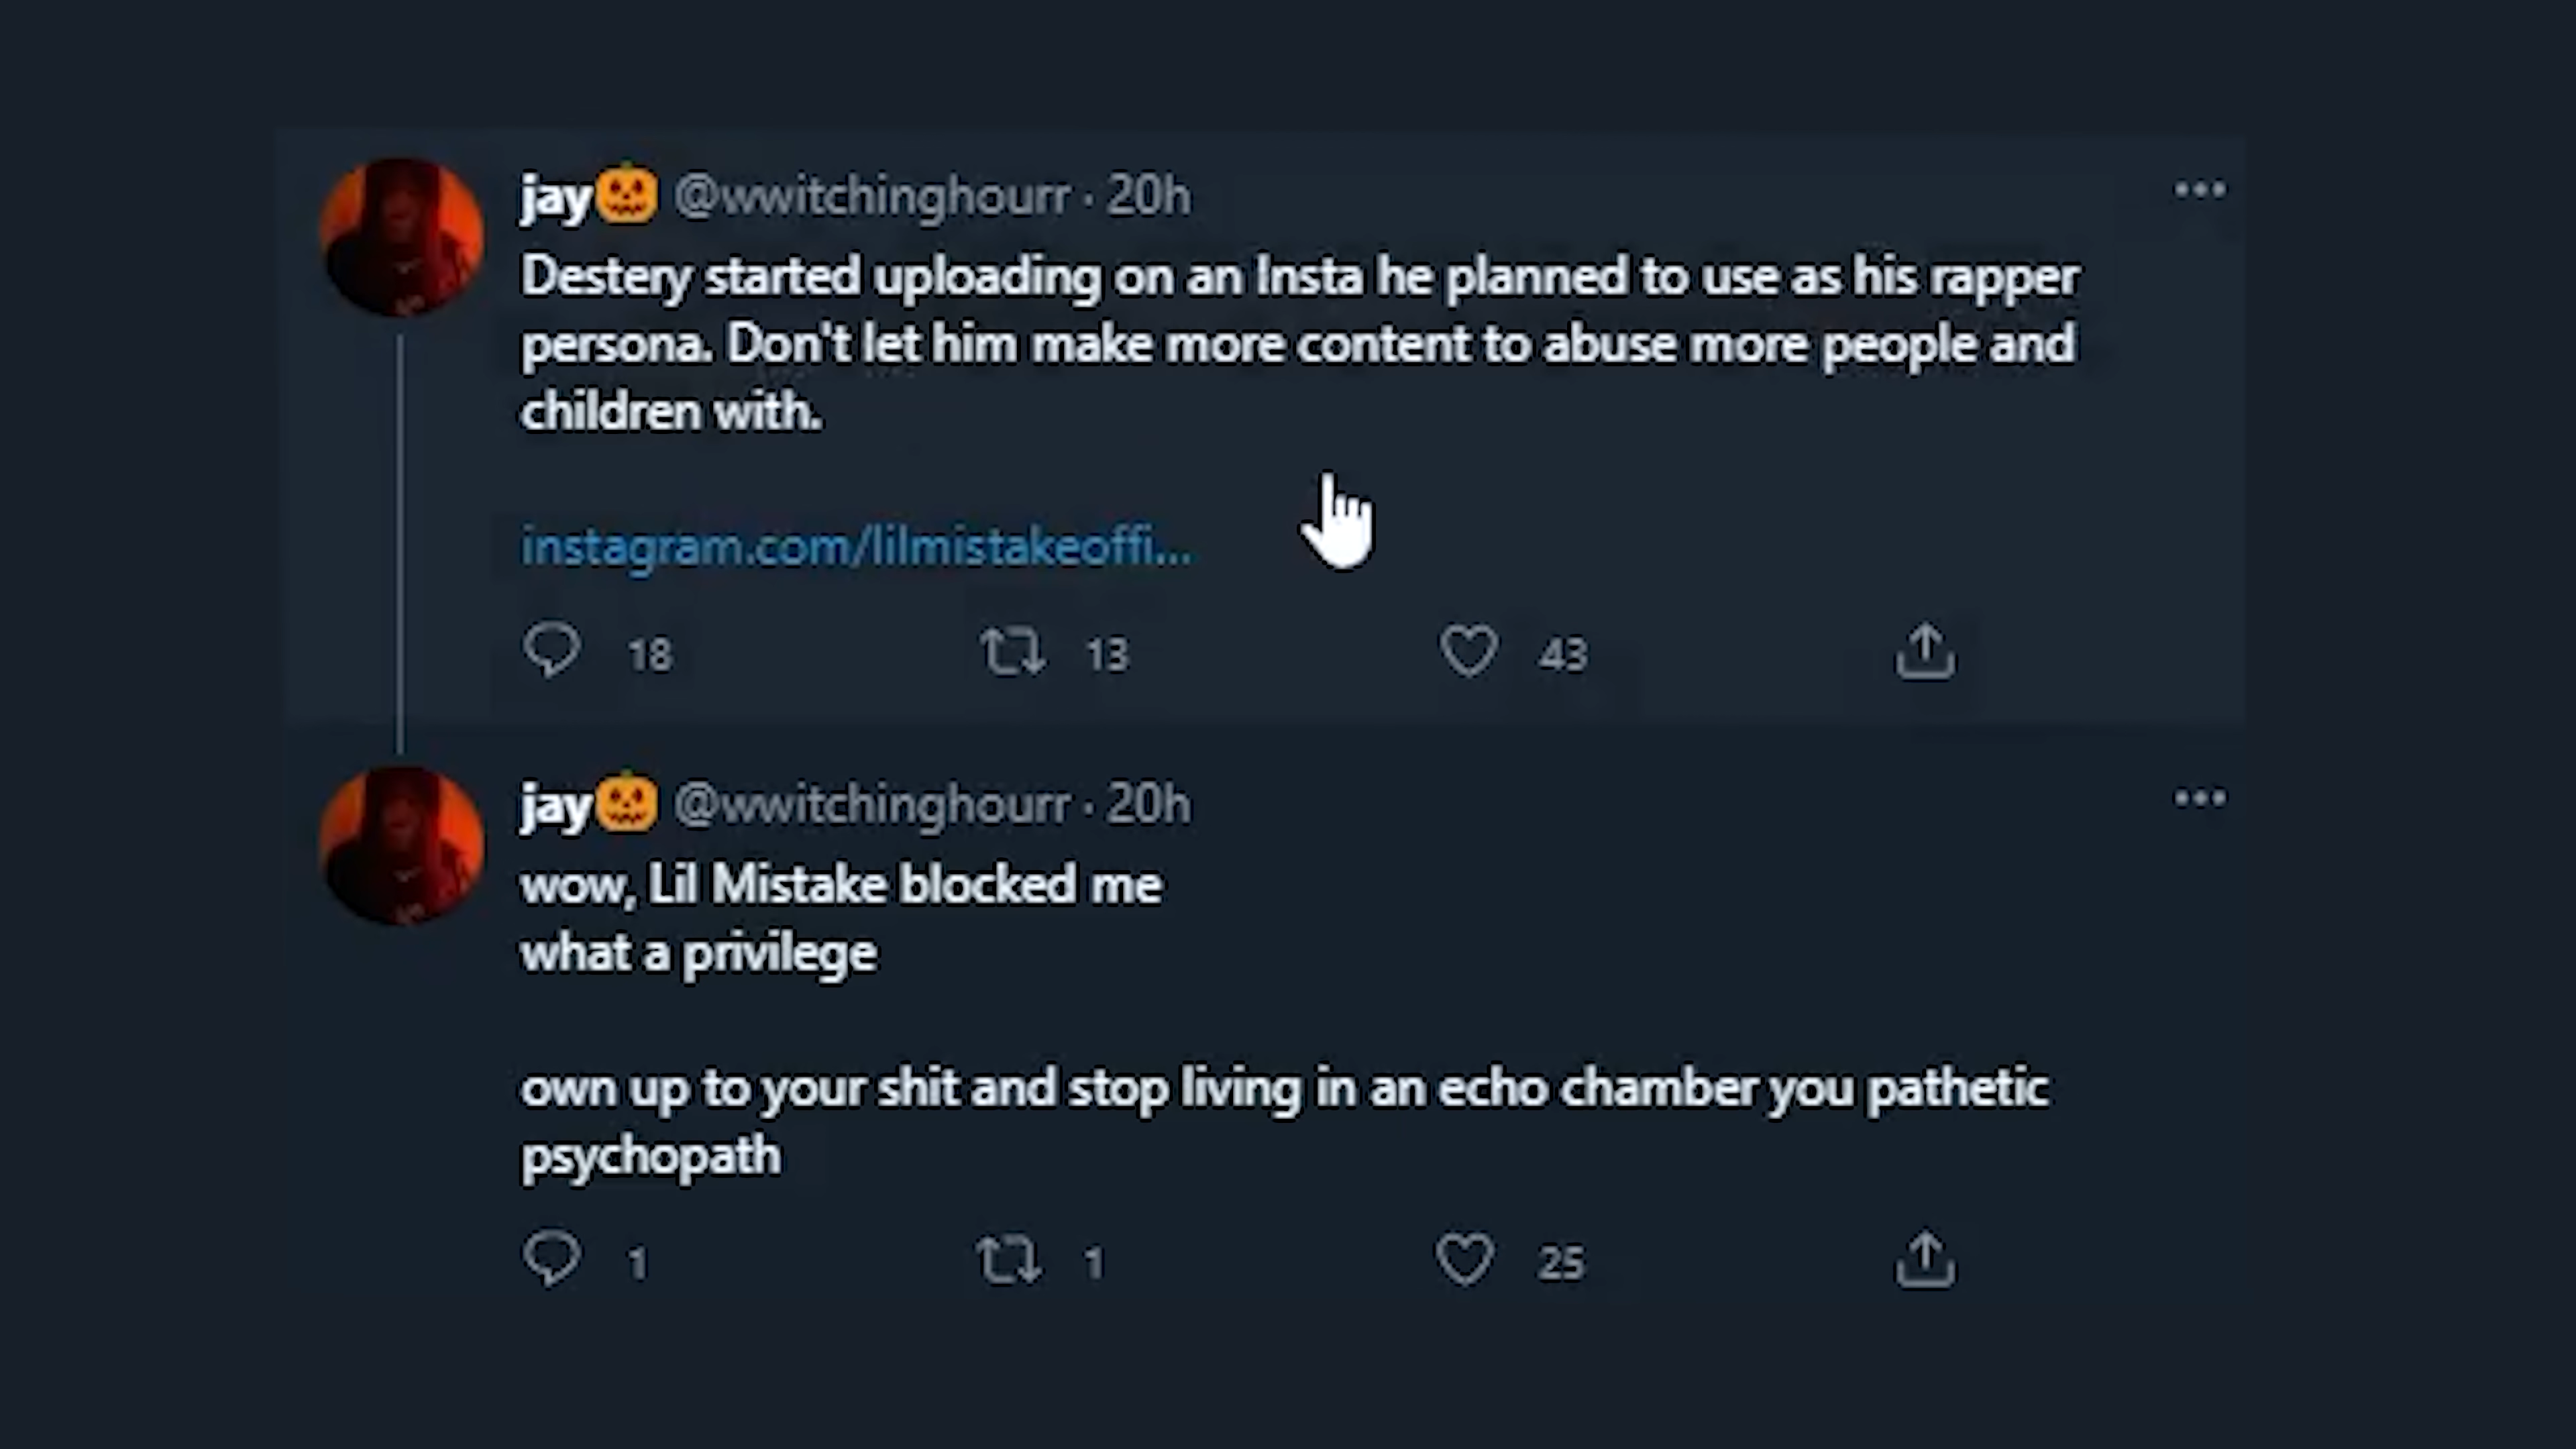 jay🎃 @wwitchinghourr · 20h
Destery started uploading on an Insta he planned to use as his rapper
persona. Don't let him make more content to abuse more people and
children with.
instagram.com/lilmistakeoffi...
18 13 43
jay🎃 @wwitchinghourr · 20h
wow, Lil Mistake blocked me
what a privilege
own up to your shit and stop living in an echo chamber you pathetic
psychopath
1 1 25